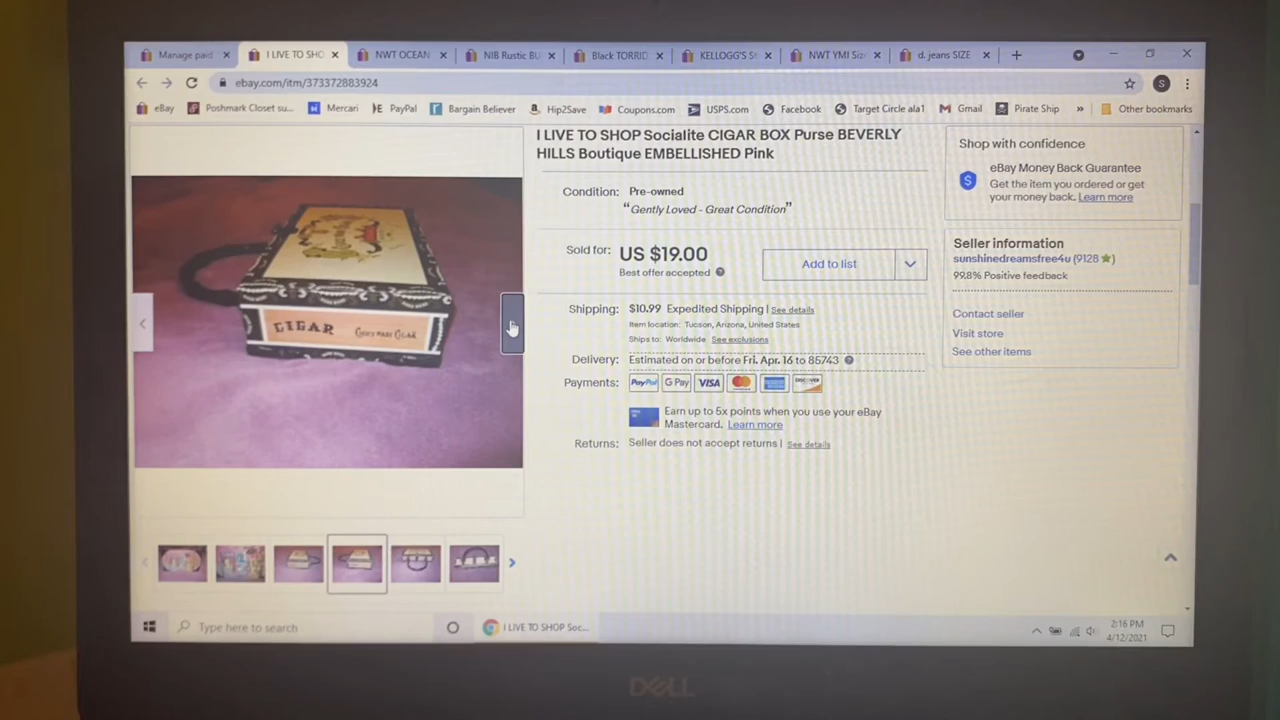 Manage paid
I LIVE TO SHO
NWT OCEAN
NIB Rustic BU
Black TORRID
KELLOGG'S
NWT YMI Siz
d. jeans SIZE
ebay.com/itm/373372883924
S
eBay
Poshmark Closet su...
Mercari
PayPal
Bargain Believer
Hip2Save
Coupons.com
USPS.com
Facebook
Target Circle ala1
Gmail
Pirate Ship
»
Other bookmarks
I LIVE TO SHOP Socialite CIGAR BOX Purse BEVERLY
HILLS Boutique EMBELLISHED Pink
Condition: Pre-owned
“Gently Loved - Great Condition”
Sold for: US $19.00
Best offer accepted
Add to list
Shipping: $10.99 Expedited Shipping | See details
Item location: Tucson, Arizona, United States
Ships to: Worldwide See exclusions
Delivery: Estimated on or before Fri. Apr. 16 to 85743
Payments: PayPal G Pay VISA DISCOVER
Earn up to 5x points when you use your eBay
Mastercard. Learn more
Returns: Seller does not accept returns | See details
Shop with confidence
eBay Money Back Guarantee
Get the item you ordered or get
your money back. Learn more
Seller information
sunshinedreamsfree4u (9128)
99.8% Positive feedback
Contact seller
Visit store
See other items
CIGAR
Type here to search
I LIVE TO SHOP Soc...
2:16 PM
4/12/2021
DELL